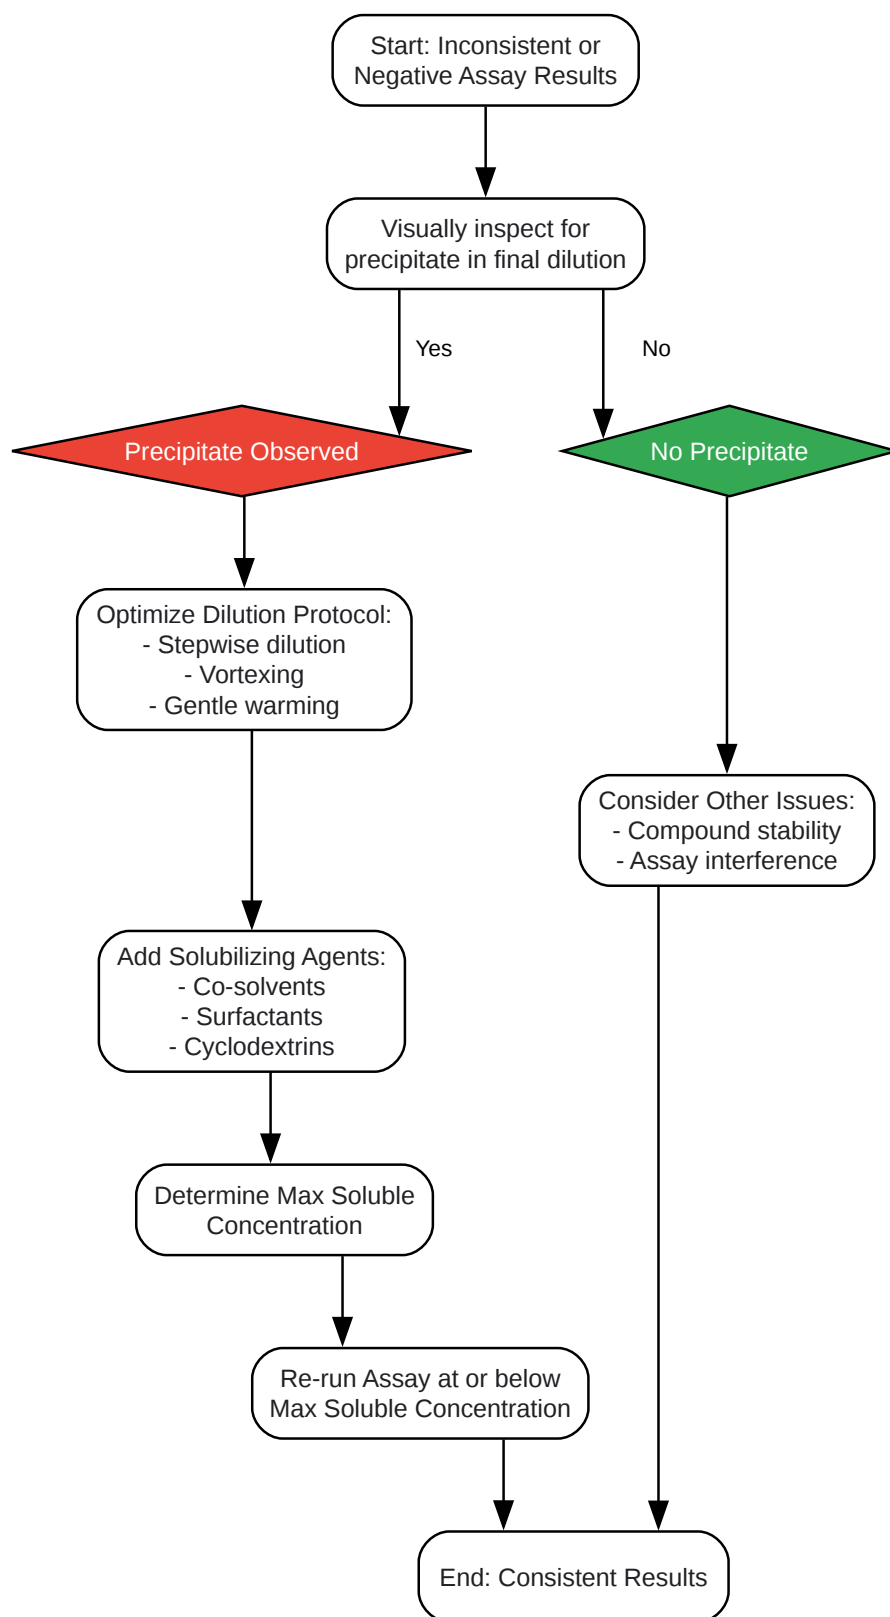 Start: Inconsistent or
Negative Assay Results
Visually inspect for
precipitate in final dilution
Yes
No
Precipitate Observed
No Precipitate
Optimize Dilution Protocol:
- Stepwise dilution
- Vortexing
- Gentle warming
Consider Other Issues:
- Compound stability
- Assay interference
Add Solubilizing Agents:
- Co-solvents
- Surfactants
- Cyclodextrins
Determine Max Soluble
Concentration
Re-run Assay at or below
Max Soluble Concentration
End: Consistent Results